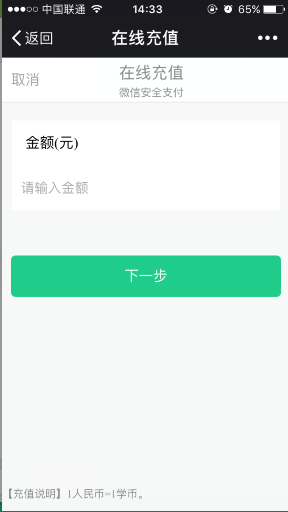 中国联通 14:33 65%
返回 在线充值
取消 在线充值
微信安全支付
金额(元)
请输入金额
下一步
【充值说明】1人民币=1学币。